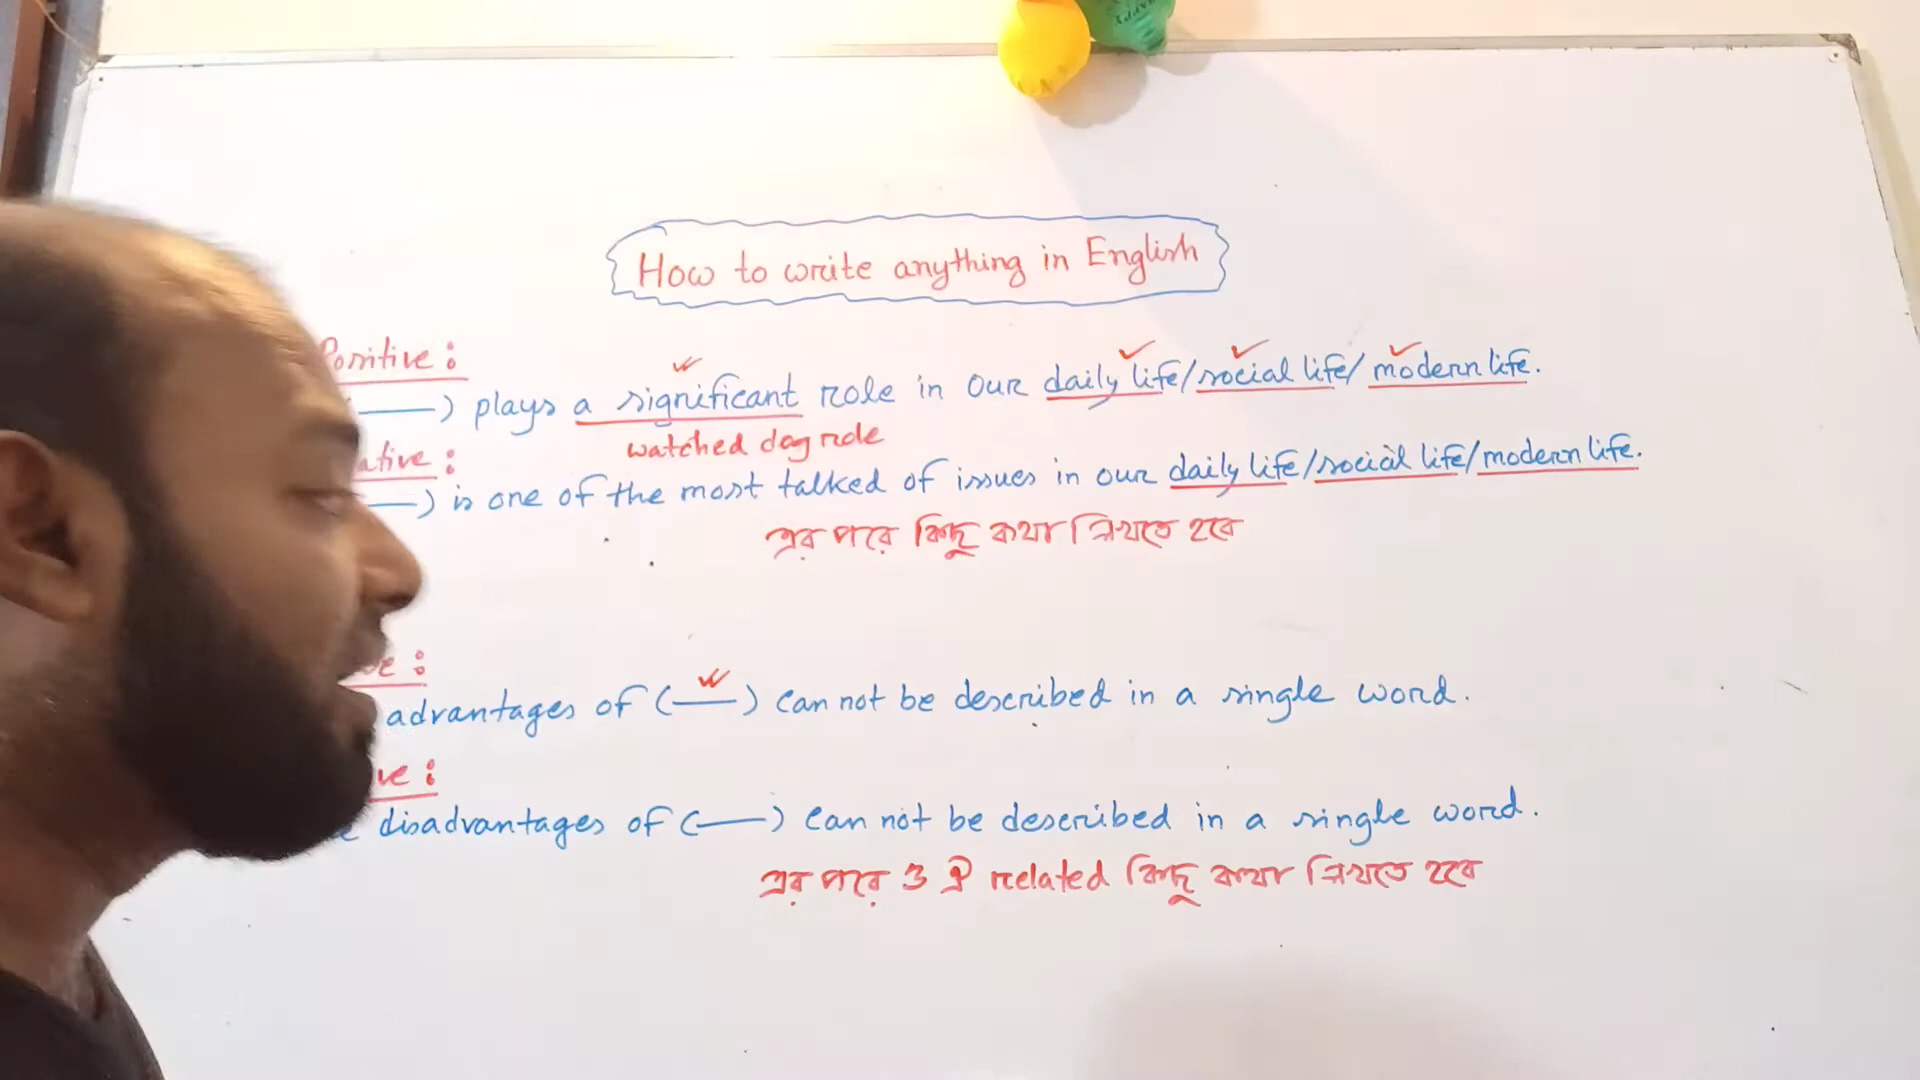 How to write anything in English
Positive :
(——) plays a significant role in our daily life/social life/modern life.
watched dog role
ative :
——) is one of the most talked of issues in our daily life/social life/modern life.
এর পরে কিছু কথা লিখতে হবে
ve :
advantages of (——) can not be described in a single word.
ve :
disadvantages of (——) can not be described in a single word.
এর পরে ও ঐ related কিছু কথা লিখতে হবে